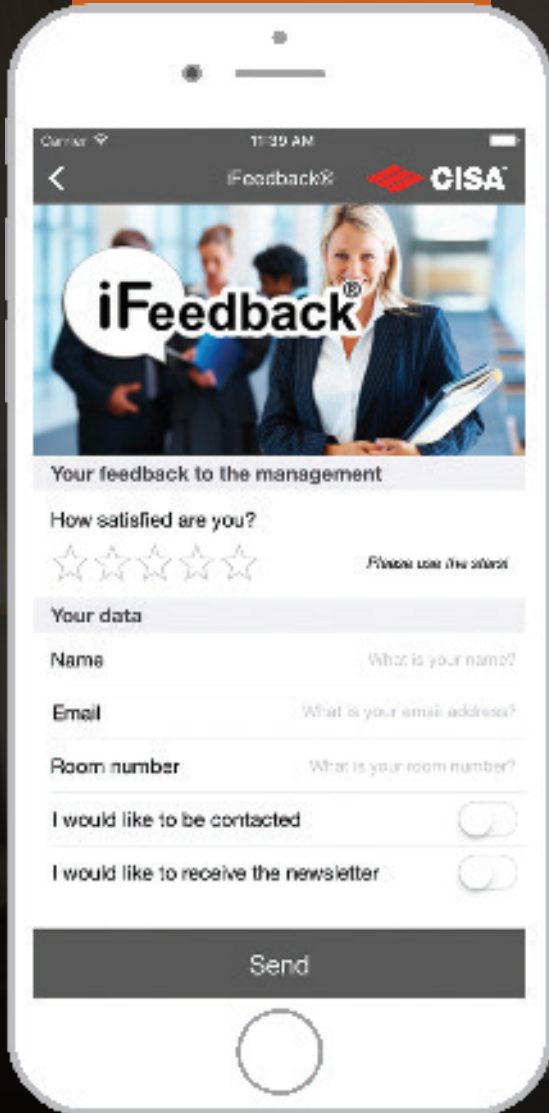 Carrier 11:39 AM
iFeedback® CISA
iFeedback®
Your feedback to the management
How satisfied are you?
Please use the stars!
Your data
Name What is your name?
Email What is your email address?
Room number What is your room number?
I would like to be contacted
I would like to receive the newsletter
Send